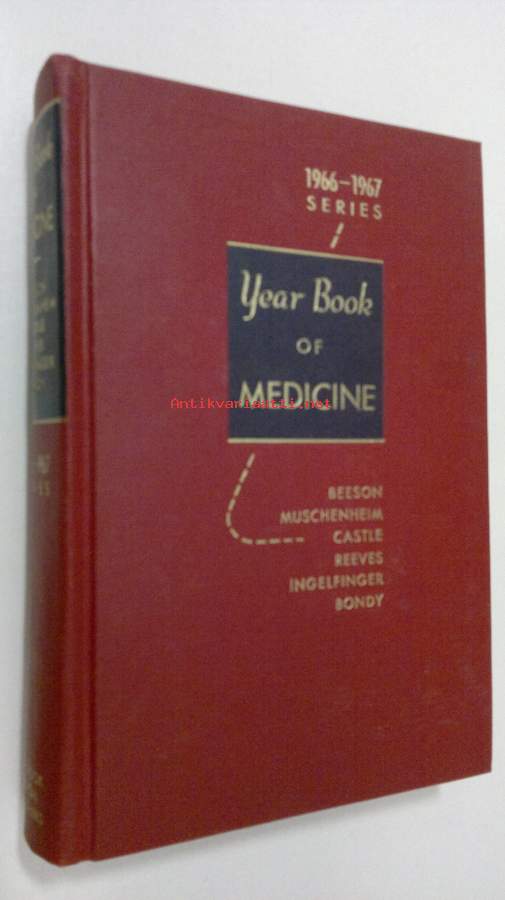 1966-1967
SERIES
Year Book
OF
MEDICINE
Antikvariaatti.net
BEESON
MUSCHENHEIM
CASTLE
REEVES
INGELFINGER
BONDY